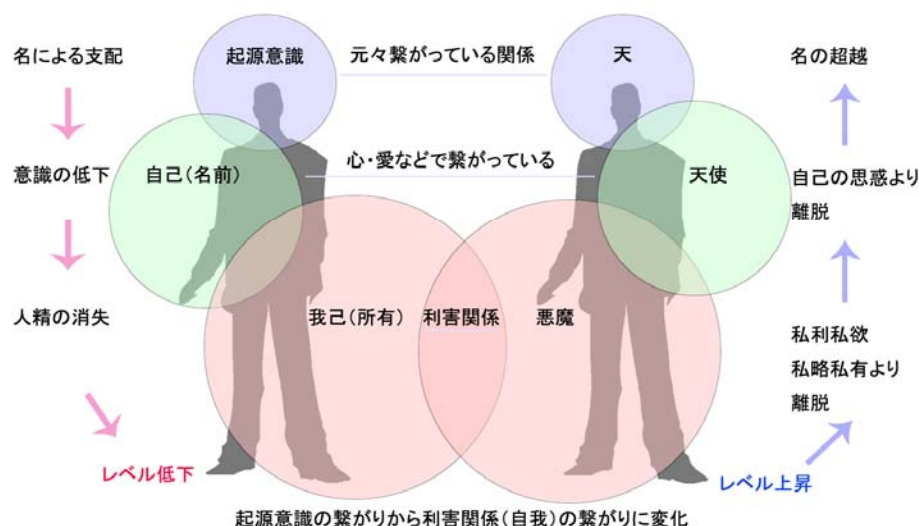 名による支配
起源意識
元々繋がっている関係
天
名の超越
意識の低下
自己（名前）
心・愛などで繋がっている
天使
自己の思惑より
離脱
人精の消失
我己（所有）
利害関係
悪魔
私利私欲
私略私有より
離脱
レベル低下
レベル上昇
起源意識の繋がりから利害関係（自我）の繋がりに変化